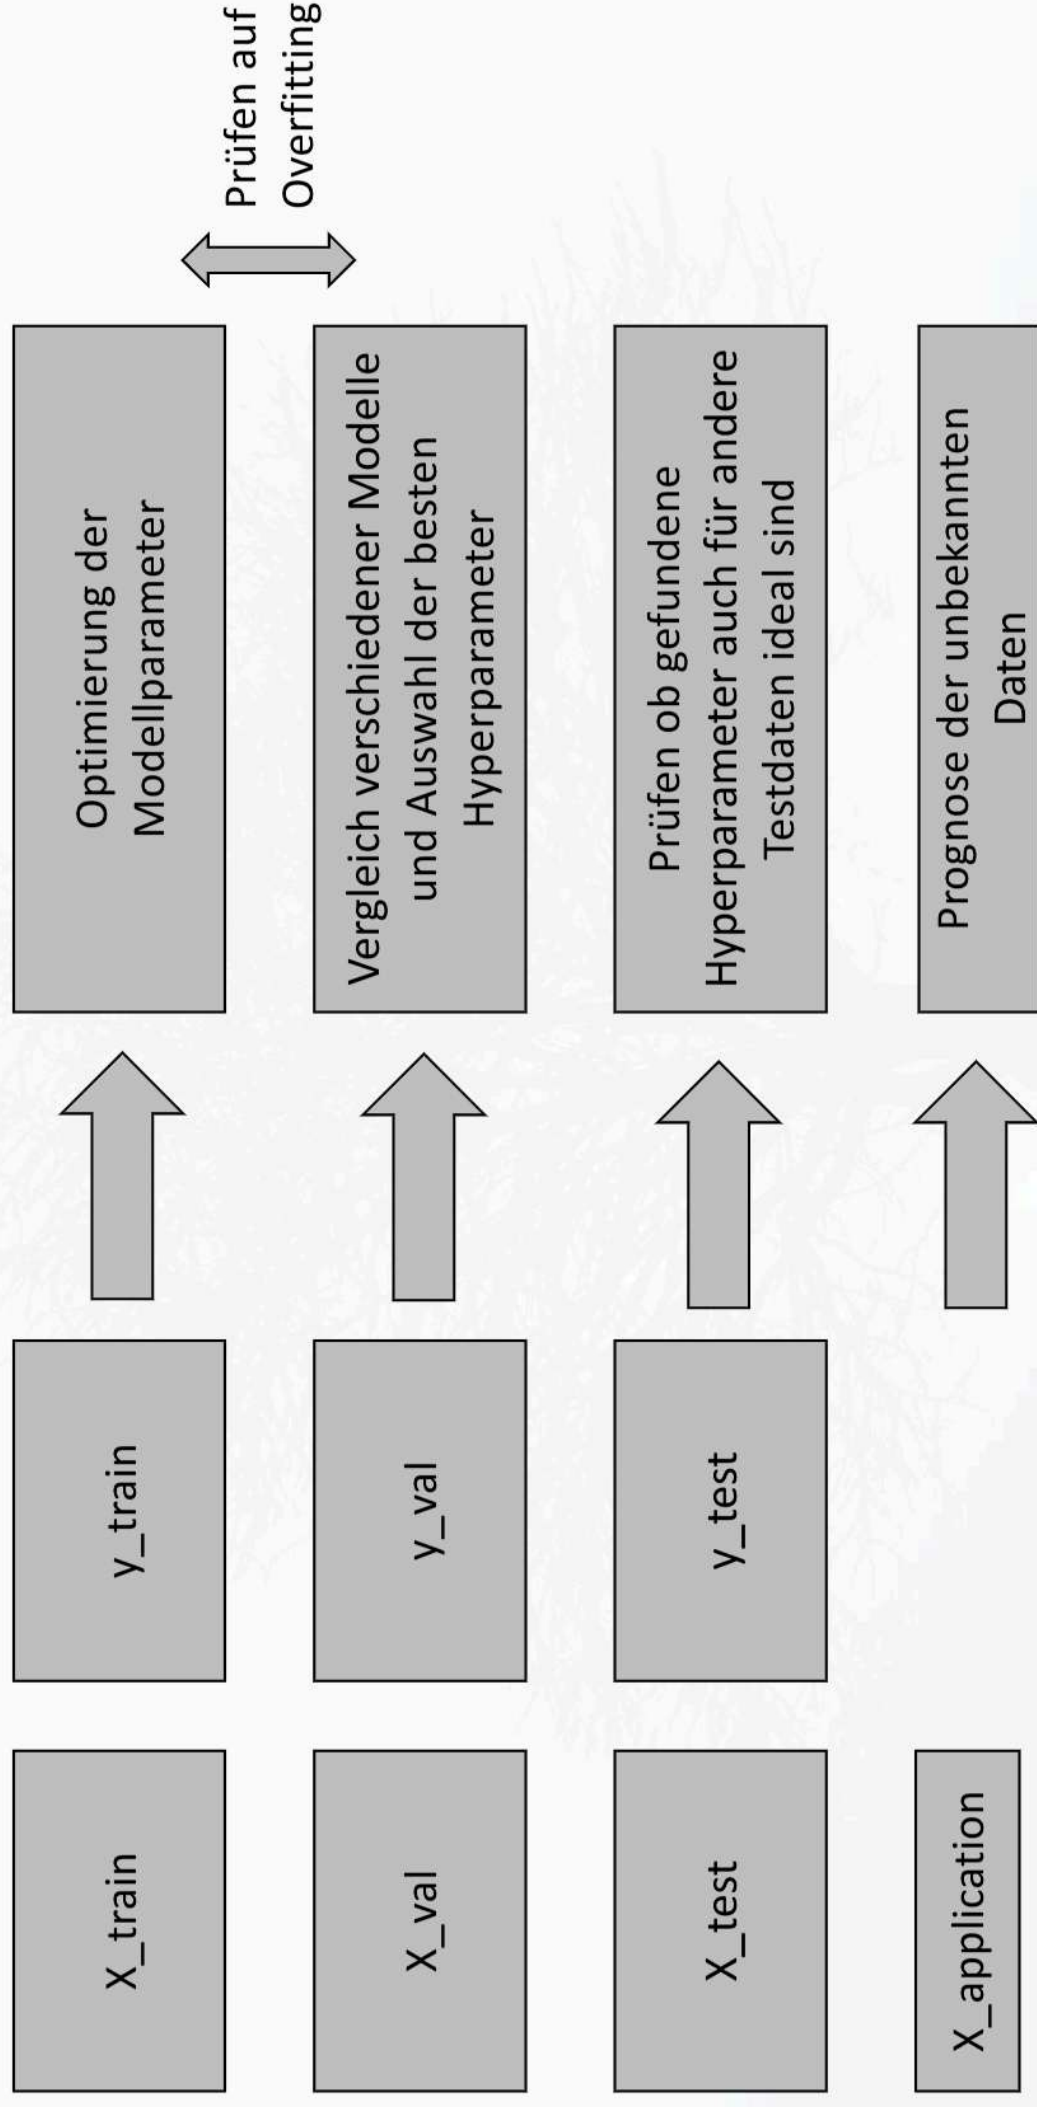 X_train
y_train
Optimierung der
Modellparameter
Prüfen auf
Overfitting
X_val
y_val
Vergleich verschiedener Modelle
und Auswahl der besten
Hyperparameter
X_test
y_test
Prüfen ob gefundene
Hyperparameter auch für andere
Testdaten ideal sind
X_application
Prognose der unbekannten
Daten